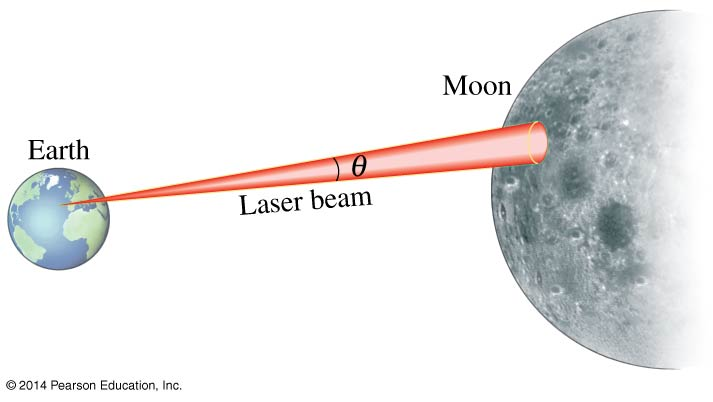 Moon
Earth
θ
Laser beam
© 2014 Pearson Education, Inc.